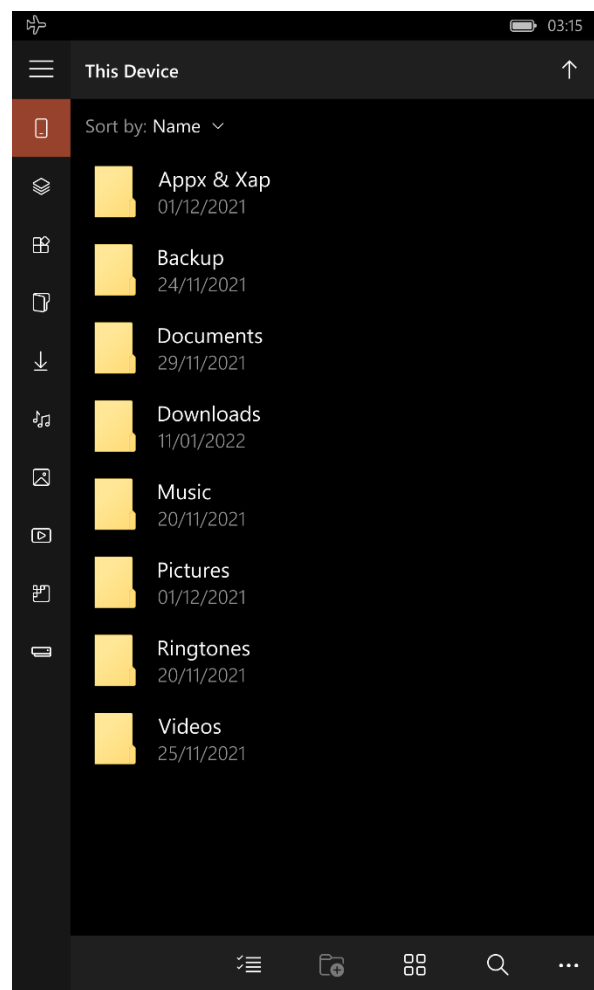 03:15
This Device
Sort by: Name
Appx & Xap
01/12/2021
Backup
24/11/2021
Documents
29/11/2021
Downloads
11/01/2022
Music
20/11/2021
Pictures
01/12/2021
Ringtones
20/11/2021
Videos
25/11/2021